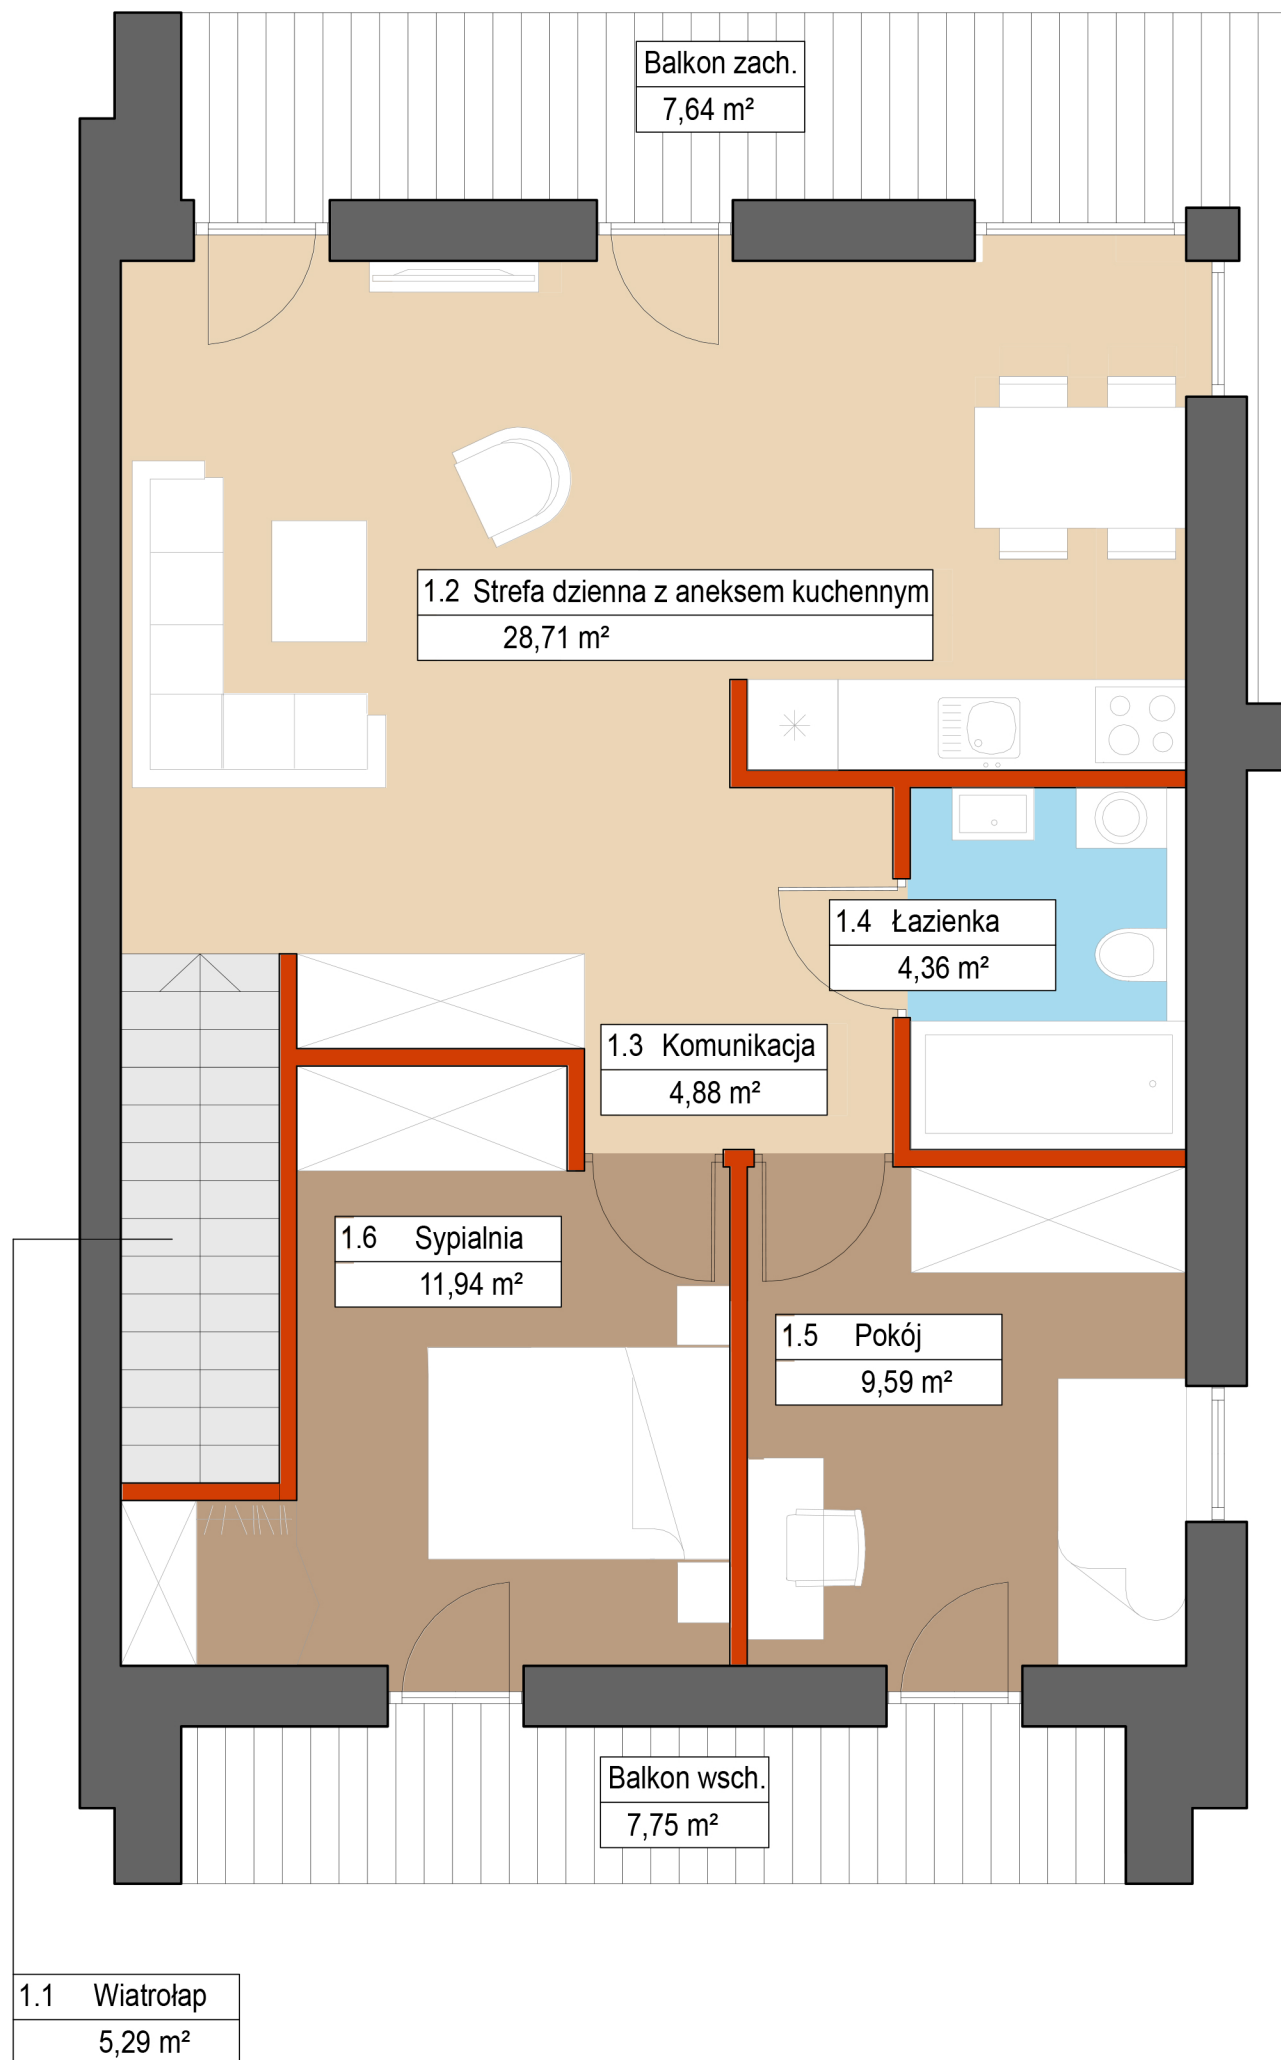 Balkon zach.
7,64 m²
1.2 Strefa dzienna z aneksem kuchennym
28,71 m²
1.4 Łazienka
4,36 m²
1.3 Komunikacja
4,88 m²
1.6 Sypialnia
11,94 m²
1.5 Pokój
9,59 m²
Balkon wsch.
7,75 m²
1.1 Wiatrołap
5,29 m²